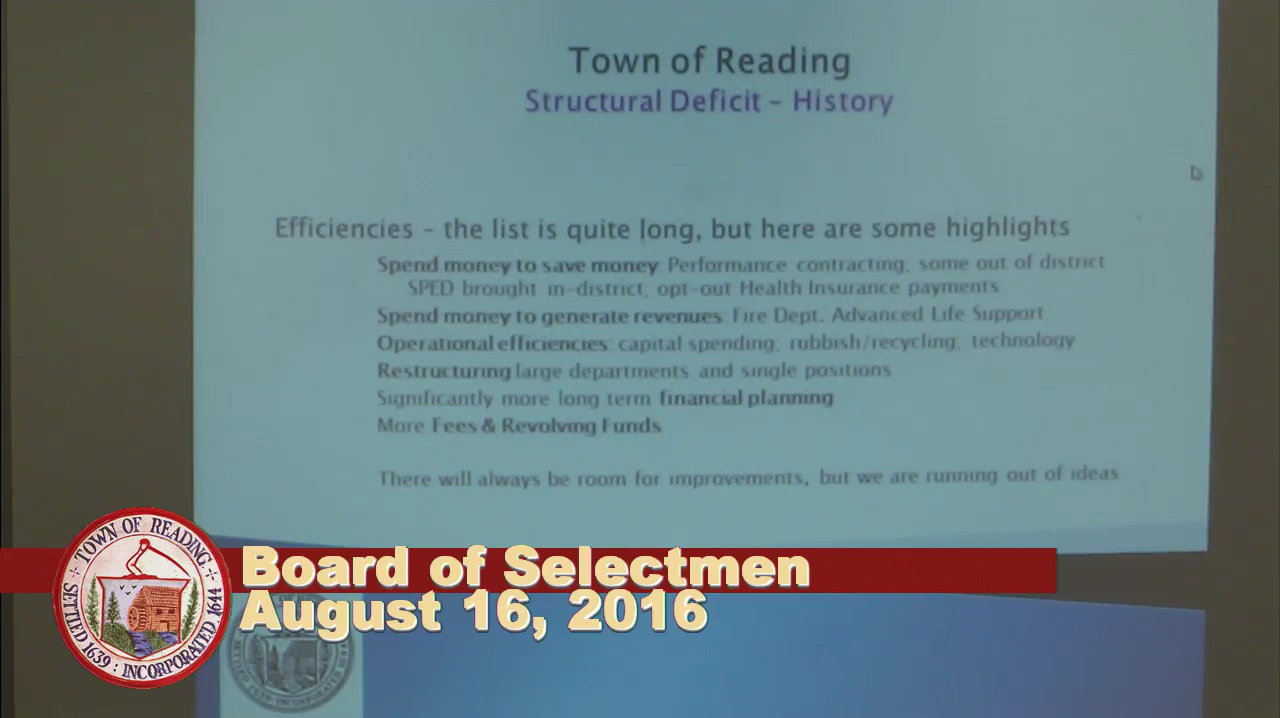 Town of Reading
Structural Deficit – History
Efficiencies – the list is quite long, but here are some highlights
Spend money to save money: Performance contracting, some out of district
SPED brought in-district, opt-out Health Insurance payments
Spend money to generate revenues: Fire Dept. Advanced Life Support
Operational efficiencies: capital spending, rubbish/recycling, technology
Restructuring large departments and single positions
Significantly more long term financial planning
More Fees & Revolving Funds
There will always be room for improvements, but we are running out of ideas
TOWN OF READING
SETTLED 1639 : INCORPORATED 1644
Board of Selectmen
August 16, 2016